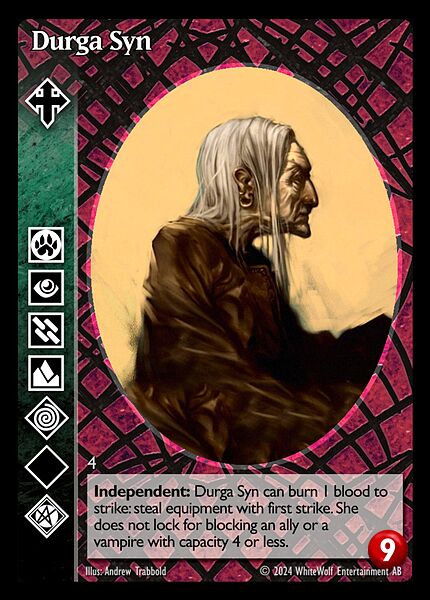 Durga Syn
4
Independent: Durga Syn can burn 1 blood to
strike: steal equipment with first strike. She
does not lock for blocking an ally or a
vampire with capacity 4 or less.
9
Illus: Andrew Trabbold © 2024 WhiteWolf Entertainment AB